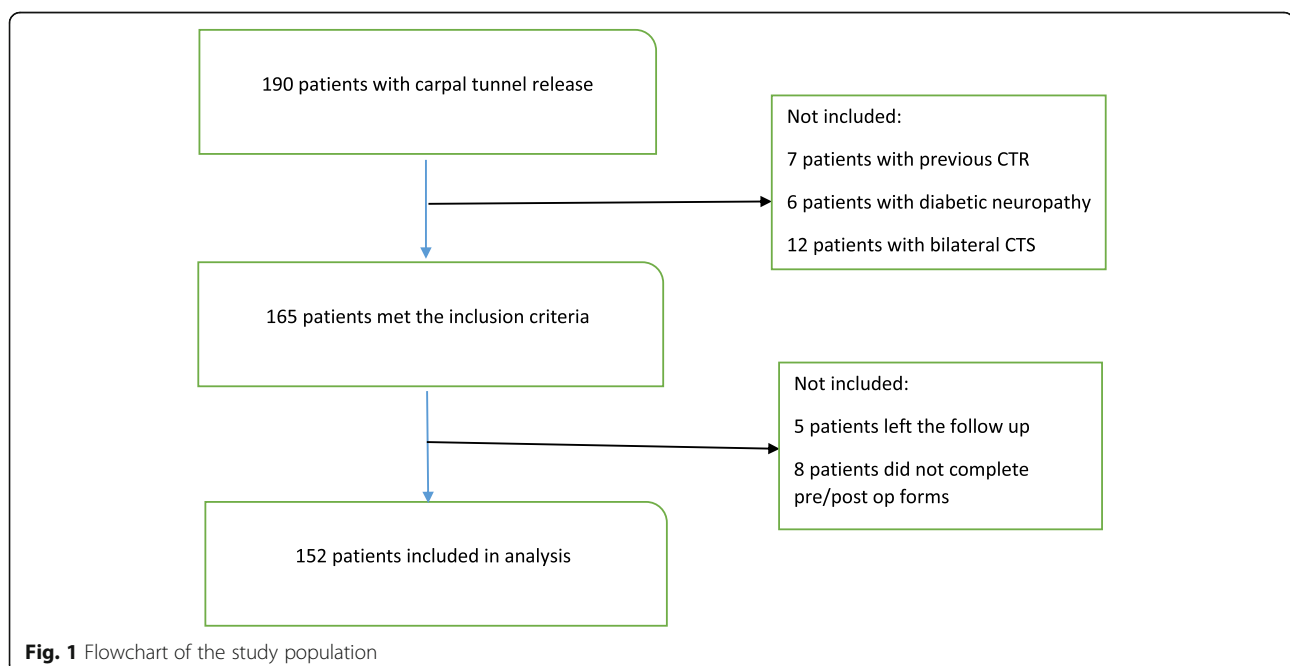 190 patients with carpal tunnel release
Not included:
7 patients with previous CTR
6 patients with diabetic neuropathy
12 patients with bilateral CTS
165 patients met the inclusion criteria
Not included:
5 patients left the follow up
8 patients did not complete
pre/post op forms
152 patients included in analysis
Fig. 1 Flowchart of the study population